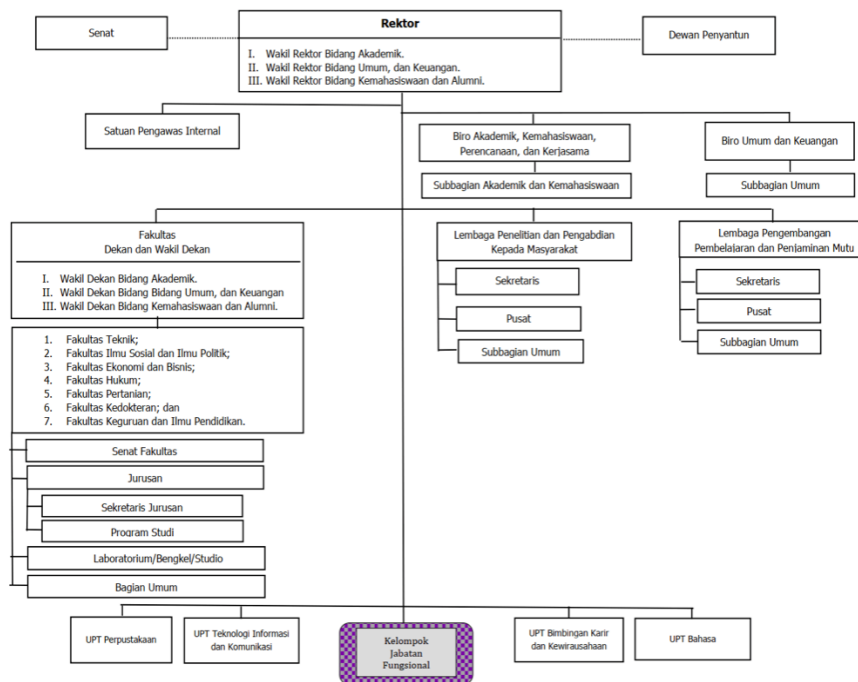 Rektor
Senat
Dewan Penyantun
I. Wakil Rektor Bidang Akademik.
II. Wakil Rektor Bidang Umum, dan Keuangan.
III. Wakil Rektor Bidang Kemahasiswaan dan Alumni.
Satuan Pengawas Internal
Biro Akademik, Kemahasiswaan,
Perencanaan, dan Kerjasama
Biro Umum dan Keuangan
Subbagian Akademik dan Kemahasiswaan
Subbagian Umum
Fakultas
Dekan dan Wakil Dekan
I. Wakil Dekan Bidang Akademik.
II. Wakil Dekan Bidang Bidang Umum, dan Keuangan
III. Wakil Dekan Bidang Kemahasiswaan dan Alumni.
Lembaga Penelitian dan Pengabdian
Kepada Masyarakat
Sekretaris
Pusat
Subbagian Umum
Lembaga Pengembangan
Pembelajaran dan Penjaminan Mutu
Sekretaris
Pusat
Subbagian Umum
1. Fakultas Teknik;
2. Fakultas Ilmu Sosial dan Ilmu Politik;
3. Fakultas Ekonomi dan Bisnis;
4. Fakultas Hukum;
5. Fakultas Pertanian;
6. Fakultas Kedokteran; dan
7. Fakultas Keguruan dan Ilmu Pendidikan.
Senat Fakultas
Jurusan
Sekretaris Jurusan
Program Studi
Laboratorium/Bengkel/Studio
Bagian Umum
UPT Perpustakaan
UPT Teknologi Informasi
dan Komunikasi
Kelompok
Jabatan
Fungsional
UPT Bimbingan Karir
dan Kewirausahaan
UPT Bahasa